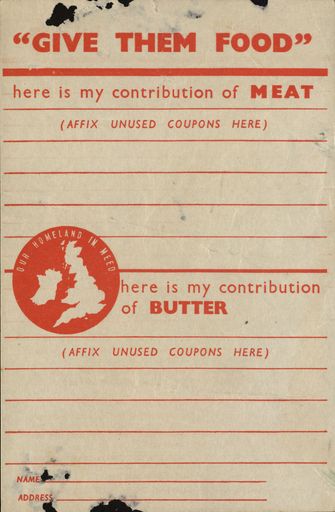 "GIVE THEM FOOD"
here is my contribution of MEAT
(AFFIX UNUSED COUPONS HERE)
OUR HOMELAND IN NEED
here is my contribution
of BUTTER
(AFFIX UNUSED COUPONS HERE)
NAME
ADDRESS